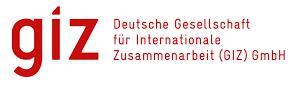 giz
Deutsche Gesellschaft
für Internationale
Zusammenarbeit (GIZ) GmbH